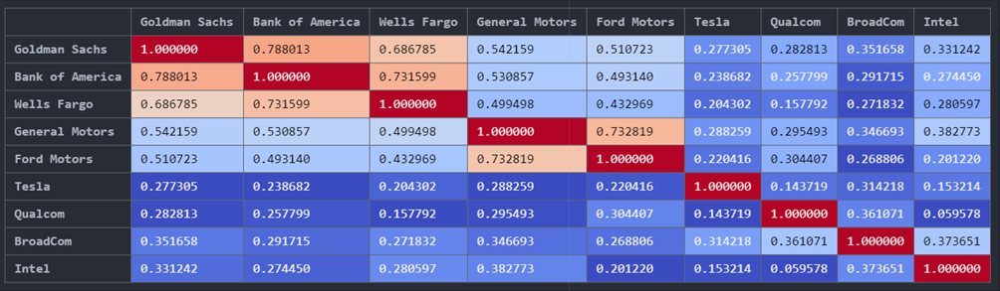 Goldman Sachs Bank of America Wells Fargo General Motors Ford Motors Tesla Qualcom BroadCom Intel
Goldman Sachs 1.000000 0.788013 0.686785 0.542159 0.510723 0.277305 0.282813 0.351658 0.331242
Bank of America 0.788013 1.000000 0.731599 0.530857 0.493140 0.238682 0.257799 0.291715 0.274450
Wells Fargo 0.686785 0.731599 1.000000 0.499498 0.432969 0.204302 0.157792 0.271832 0.280597
General Motors 0.542159 0.530857 0.499498 1.000000 0.732819 0.288259 0.295493 0.346693 0.382773
Ford Motors 0.510723 0.493140 0.432969 0.732819 1.000000 0.220416 0.304407 0.268806 0.201220
Tesla 0.277305 0.238682 0.204302 0.288259 0.220416 1.000000 0.143719 0.314218 0.153214
Qualcom 0.282813 0.257799 0.157792 0.295493 0.304407 0.143719 1.000000 0.361071 0.059578
BroadCom 0.351658 0.291715 0.271832 0.346693 0.268806 0.314218 0.361071 1.000000 0.373651
Intel 0.331242 0.274450 0.280597 0.382773 0.201220 0.153214 0.059578 0.373651 1.000000